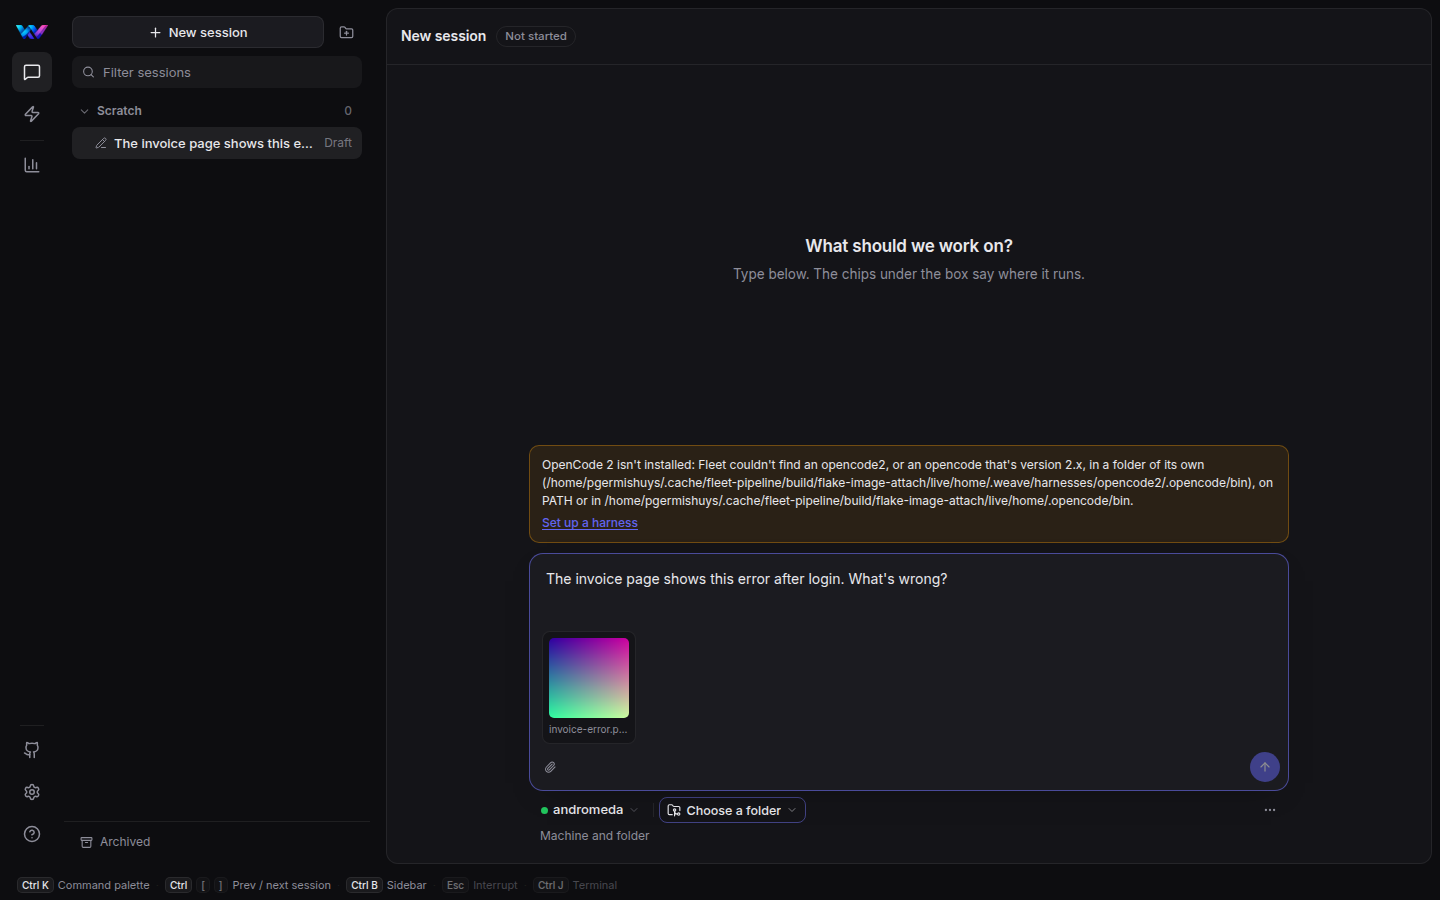 New session
Filter sessions
Scratch
0
The invoice page shows this e...
Draft
Archived
New session
Not started
What should we work on?
Type below. The chips under the box say where it runs.
OpenCode 2 isn't installed: Fleet couldn't find an opencode2, or an opencode that's version 2.x, in a folder of its own
(/home/pgermishuys/.cache/fleet-pipeline/build/flake-image-attach/live/home/.weave/harnesses/opencode2/.opencode/bin), on
PATH or in /home/pgermishuys/.cache/fleet-pipeline/build/flake-image-attach/live/home/.opencode/bin.
Set up a harness
The invoice page shows this error after login. What's wrong?
invoice-error.p...
andromeda
Choose a folder
Machine and folder
Ctrl K Command palette Ctrl [ ] Prev / next session Ctrl B Sidebar Esc Interrupt Ctrl J Terminal